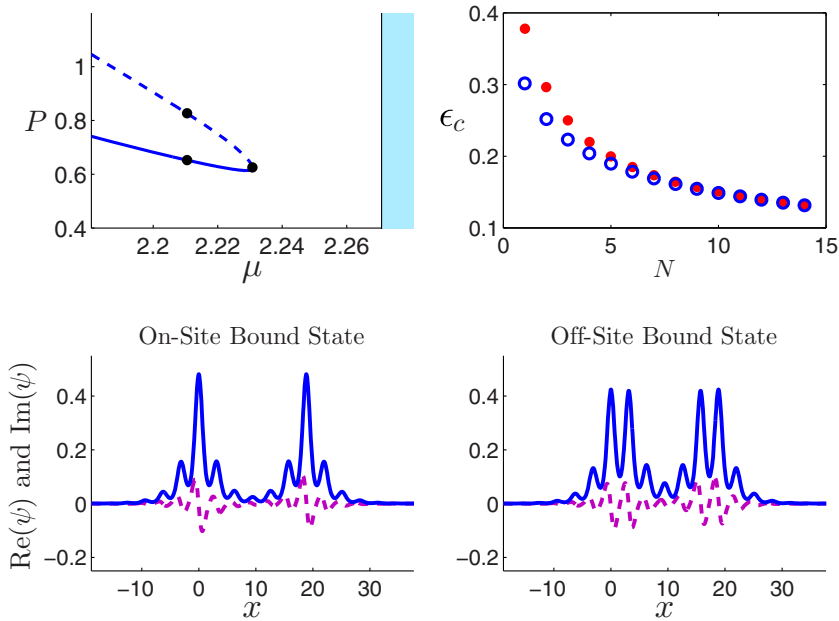 1
0.8
0.6
0.4
P
2.2 2.22 2.24 2.26
μ
0.4
0.3
0.2
0.1
ϵc
0 5 10 15
N
On-Site Bound State
0.4
0.2
0
−0.2
Re(ψ) and Im(ψ)
−10 0 10 20 30
x
Off-Site Bound State
0.4
0.2
0
−0.2
−10 0 10 20 30
x